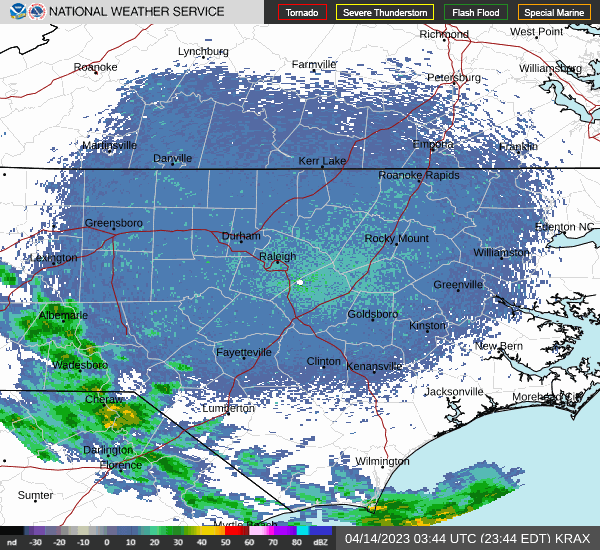 NATIONAL WEATHER SERVICE
Tornado Severe Thunderstorm Flash Flood Special Marine
Richmond West Point
Lynchburg
Roanoke Farmville Williamsburg
Petersburg
Martinsville Emporia Franklin
Danville Kerr Lake
Roanoke Rapids
Greensboro Edenton NC
Durham Rocky Mount
Lexington Raleigh Williamston
Greenville
Albemarle Goldsboro
Kinston
Fayetteville New Bern
Wadesboro Clinton Kenansville
Cheraw Jacksonville Morehead City
Lumberton
Darlington
Florence Wilmington
Sumter
Myrtle Beach
nd -30 -20 -10 0 10 20 30 40 50 60 70 80 dBZ
04/14/2023 03:44 UTC (23:44 EDT) KRAX